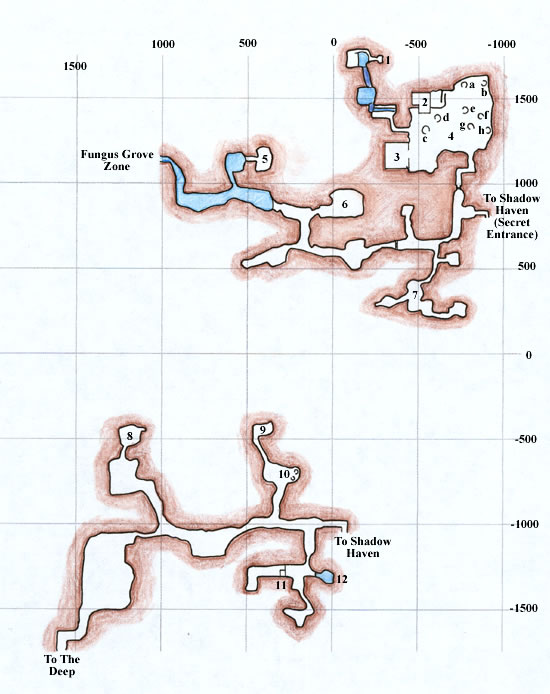 1000 500 0 -500 -1000
1500
1
a
b
1500
2
e
d
f
g
h
c
4
Fungus Grove
Zone
5
3
1000
To Shadow
Haven
(Secret
Entrance)
6
500
7
0
8
9
-500
10
-1000
To Shadow
Haven
11
12
-1500
To The
Deep